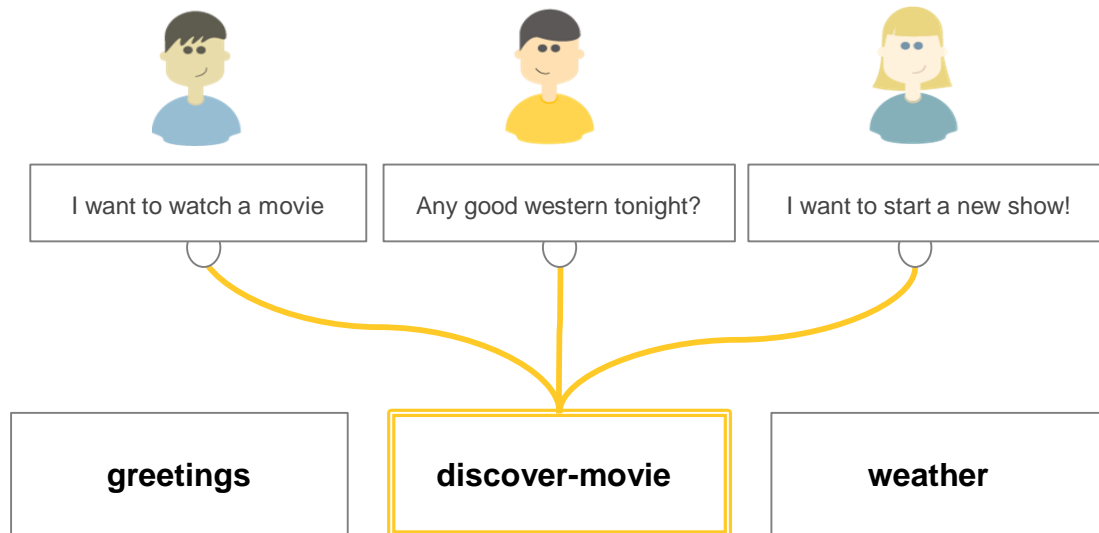 I want to watch a movie
Any good western tonight?
I want to start a new show!
greetings
discover-movie
weather